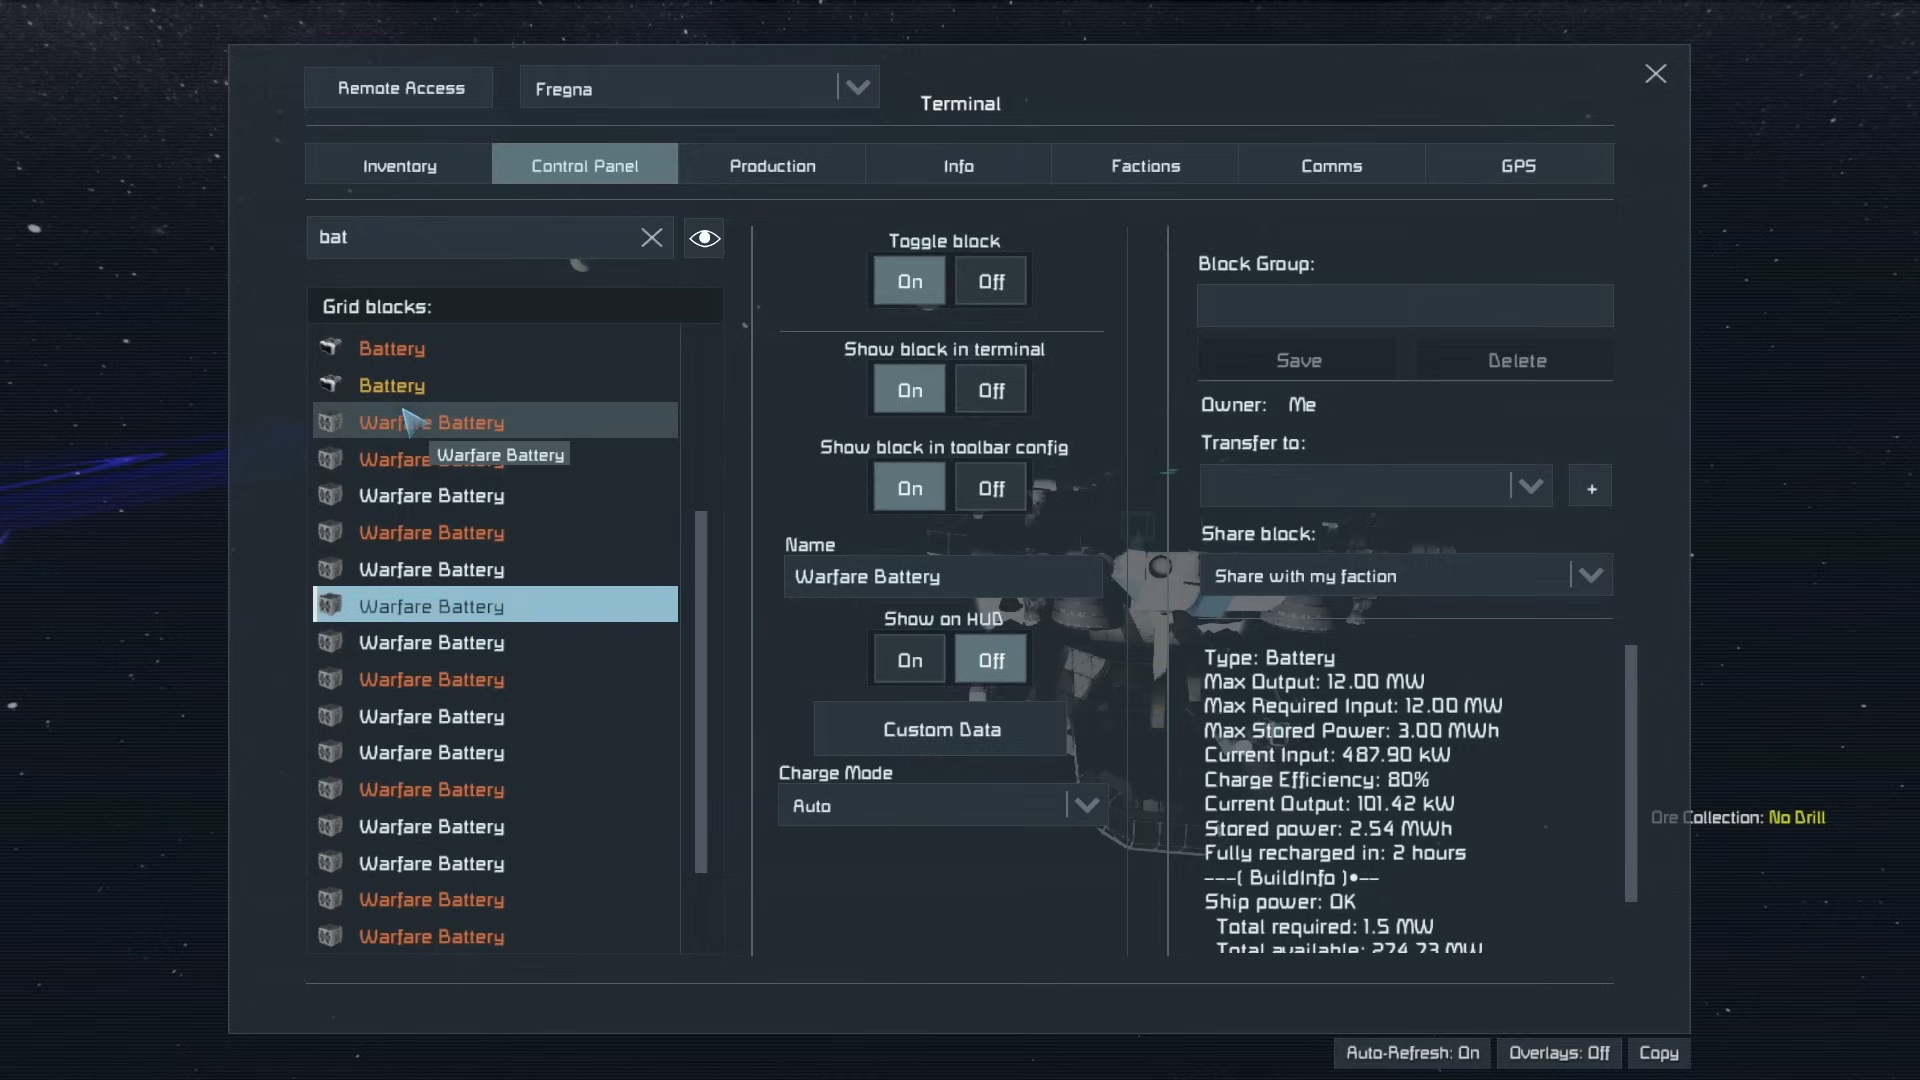 Remote Access
Fregna
Terminal
Inventory
Control Panel
Production
Info
Factions
Comms
GPS
bat
Grid blocks:
Battery
Battery
Warfare Battery
Warfare
Warfare Battery
Warfare Battery
Warfare Battery
Warfare Battery
Warfare Battery
Warfare Battery
Warfare Battery
Warfare Battery
Warfare Battery
Warfare Battery
Warfare Battery
Warfare Battery
Warfare Battery
Warfare Battery
Toggle block
On
Off
Show block in terminal
On
Off
Show block in toolbar config
On
Off
Name
Warfare Battery
Show on HUD
On
Off
Custom Data
Charge Mode
Auto
Block Group:
Save
Delete
Owner: Me
Transfer to:
+
Share block:
Share with my faction
Type: Battery
Max Output: 12.00 MW
Max Required Input: 12.00 MW
Max Stored Power: 3.00 MWh
Current Input: 487.90 kW
Charge Efficiency: 80%
Current Output: 101.42 kW
Stored power: 2.54 MWh
Fully recharged in: 2 hours
---( BuildInfo )•--
Ship power: OK
Total required: 1.5 MW
Total available: 274.73 MW
Ore Collection: No Drill
Auto-Refresh: On
Overlays: Off
Copy